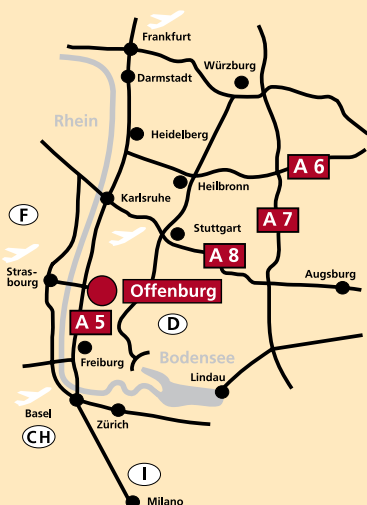 Frankfurt
Würzburg
Darmstadt
Rhein
Heidelberg
A 6
Heilbronn
Karlsruhe
F
A 7
Stuttgart
A 8
Stras-
bourg
Augsburg
Offenburg
A 5
D
Freiburg
Bodensee
Lindau
Basel
Zürich
CH
I
Milano